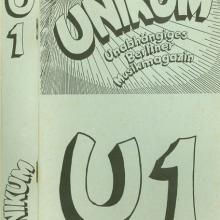 U
1
UNIKUM
UNIKUM
Unabhängiges
Berliner
Musikmagazin
U1